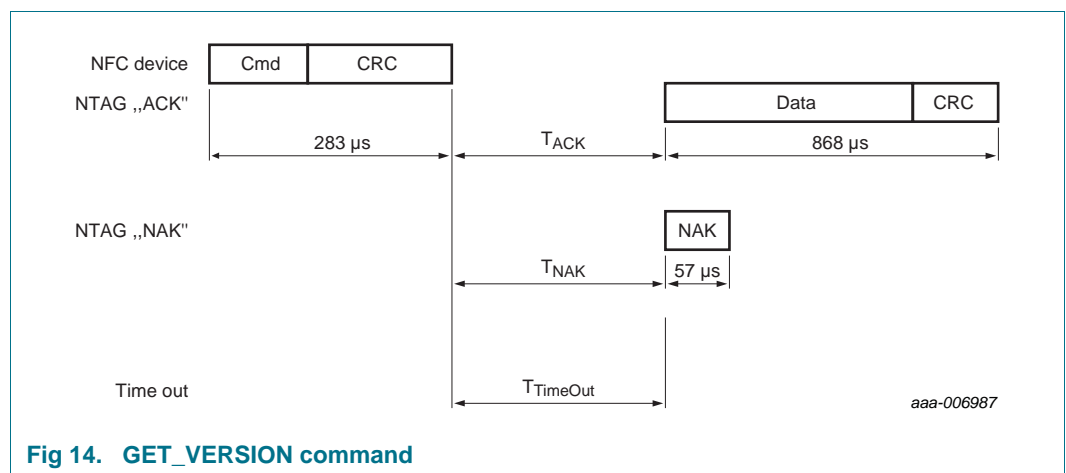 NFC device Cmd CRC
NTAG ,,ACK" Data CRC
283 µs TACK 868 µs
NTAG ,,NAK" NAK
TNAK 57 µs
Time out TTimeOut aaa-006987
Fig 14. GET_VERSION command